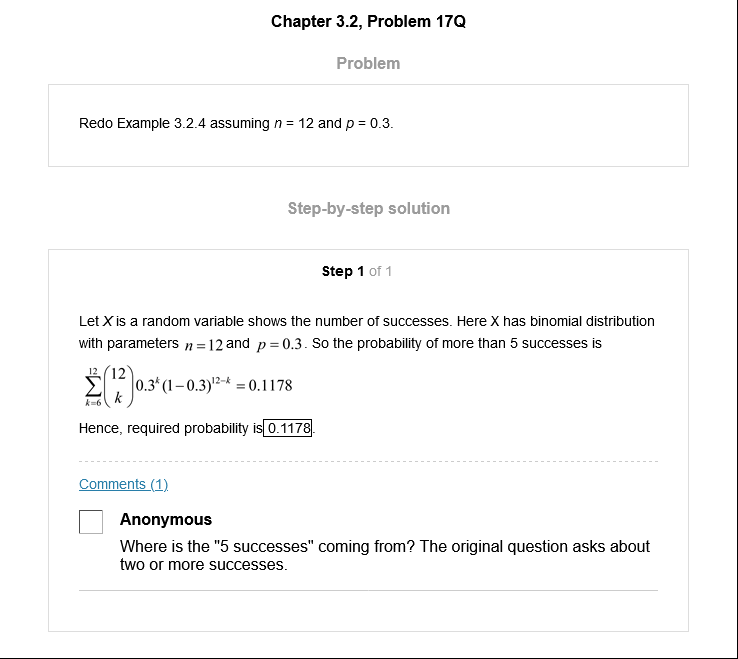 Chapter 3.2, Problem 17Q
Problem
Redo Example 3.2.4 assuming n = 12 and p = 0.3.
Step-by-step solution
Step 1 of 1
Let X is a random variable shows the number of successes. Here X has binomial distribution
with parameters n = 12 and p = 0.3. So the probability of more than 5 successes is
∑_{k=6}^{12} (12 k) 0.3^k (1−0.3)^{12−k} = 0.1178
Hence, required probability is 0.1178.
Comments (1)
Anonymous
Where is the "5 successes" coming from? The original question asks about
two or more successes.